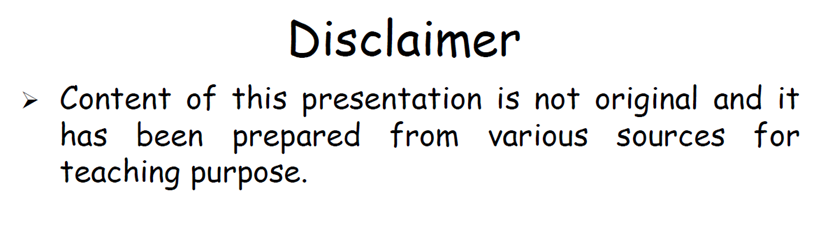 Disclaimer
➢ Content of this presentation is not original and it
has been prepared from various sources for
teaching purpose.